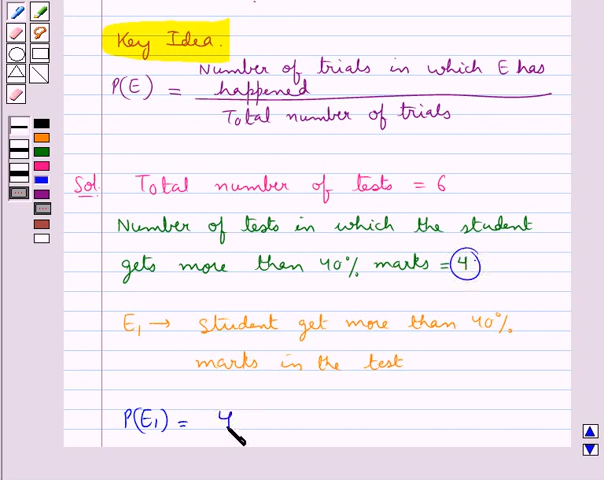 Key Idea.
P(E) = Number of trials in which E has happened
Total number of trials
Sol. Total number of tests = 6
Number of tests in which the student
gets more than 40% marks = 4.
E1 → Student get more than 40%
marks in the test
P(E1) = 4